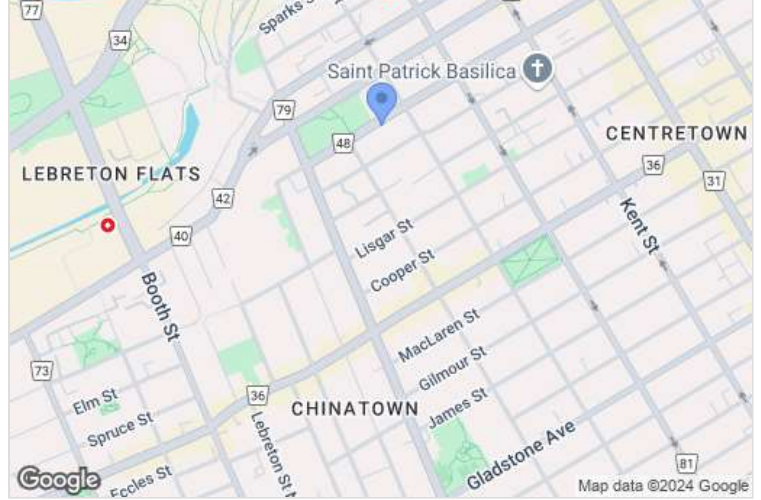 77
Sparks St
34
Saint Patrick Basilica
79
48
CENTRETOWN
36
LEBRETON FLATS
31
42
Kent St
40
Lisgar St
Cooper St
Booth St
MacLaren St
73
Gilmour St
36
Elm St
James St
CHINATOWN
Spruce St
Lebreton St N
Gladstone Ave
81
Eccles St
Google
Map data ©2024 Google